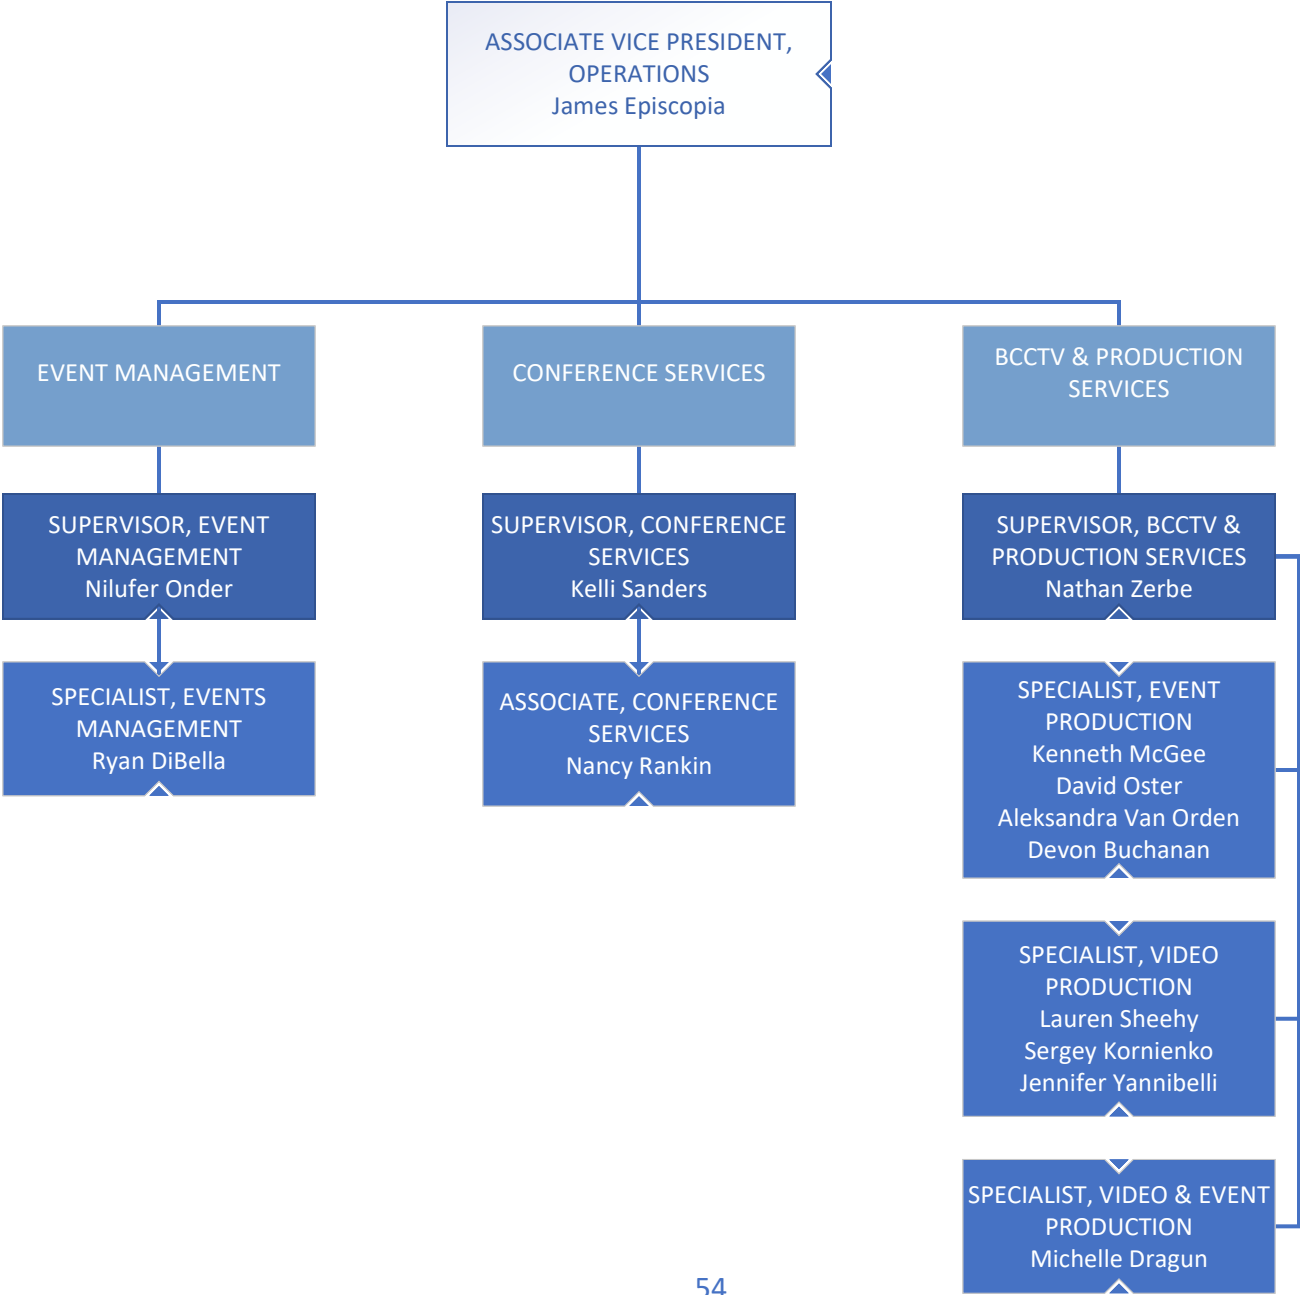 ASSOCIATE VICE PRESIDENT,
OPERATIONS
James Episcopia
EVENT MANAGEMENT
CONFERENCE SERVICES
BCCTV & PRODUCTION
SERVICES
SUPERVISOR, EVENT
MANAGEMENT
Nilufer Onder
SUPERVISOR, CONFERENCE
SERVICES
Kelli Sanders
SUPERVISOR, BCCTV &
PRODUCTION SERVICES
Nathan Zerbe
SPECIALIST, EVENTS
MANAGEMENT
Ryan DiBella
ASSOCIATE, CONFERENCE
SERVICES
Nancy Rankin
SPECIALIST, EVENT
PRODUCTION
Kenneth McGee
David Oster
Aleksandra Van Orden
Devon Buchanan
SPECIALIST, VIDEO
PRODUCTION
Lauren Sheehy
Sergey Kornienko
Jennifer Yannibelli
SPECIALIST, VIDEO & EVENT
PRODUCTION
Michelle Dragun
54